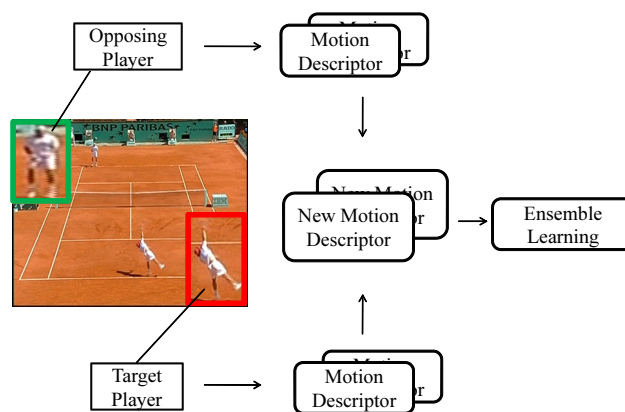 Opposing
Player
Motion
Descriptor
BNP PARIBAS
New Motion
Descriptor
Ensemble
Learning
Target
Player
Motion
Descriptor